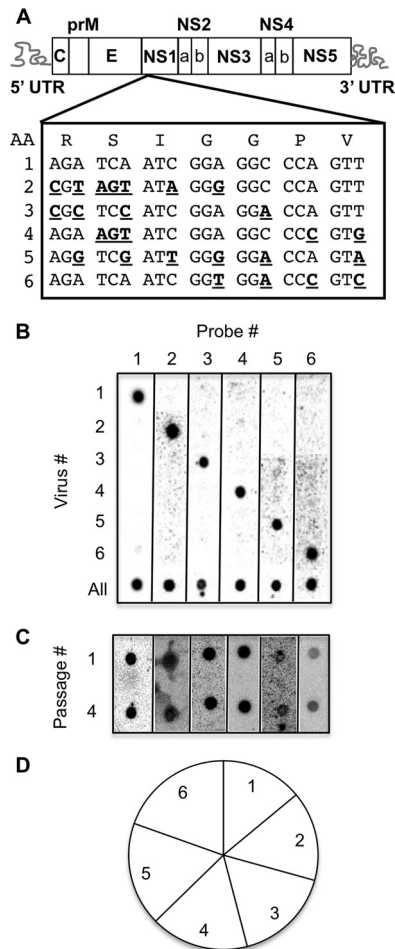 A
prM NS2 NS4
C E NS1 a b NS3 a b NS5
5' UTR 3' UTR
AA R S I G G P V
1 AGA TCA ATC GGA GGC CCA GTT
2 CGT AGT ATA GGG GGC CCA GTT
3 CGC TCC ATC GGA GGA CCA GTT
4 AGA AGT ATC GGA GGC CCC GTG
5 AGG TCG ATT GGG GGA CCA GTA
6 AGA TCA ATC GGT GGA CCC GTC
B
Probe #
1 2 3 4 5 6
Virus #
1
2
3
4
5
6
All
C
Passage #
1
4
D
1
2
3
4
5
6